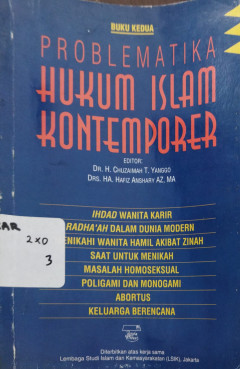 BUKU KEDUA
PROBLEMATIKA
HUKUM ISLAM
KONTEMPORER
EDITOR:
DR. H. CHUZAIMAH T. YANGGO
DRS. HA. HAFIZ ANSHARY AZ, MA
IHDAD WANITA KARIR
RADHA'AH DALAM DUNIA MODERN
ENIKAHI WANITA HAMIL AKIBAT ZINAH
SAAT UNTUK MENIKAH
MASALAH HOMOSEKSUAL
POLIGAMI DAN MONOGAMI
ABORTUS
KELUARGA BERENCANA
AR
2x0
3
Diterbitkan atas kerja sama
Lembaga Studi Islam dan Kemasyarakatan (LSIK), Jakarta